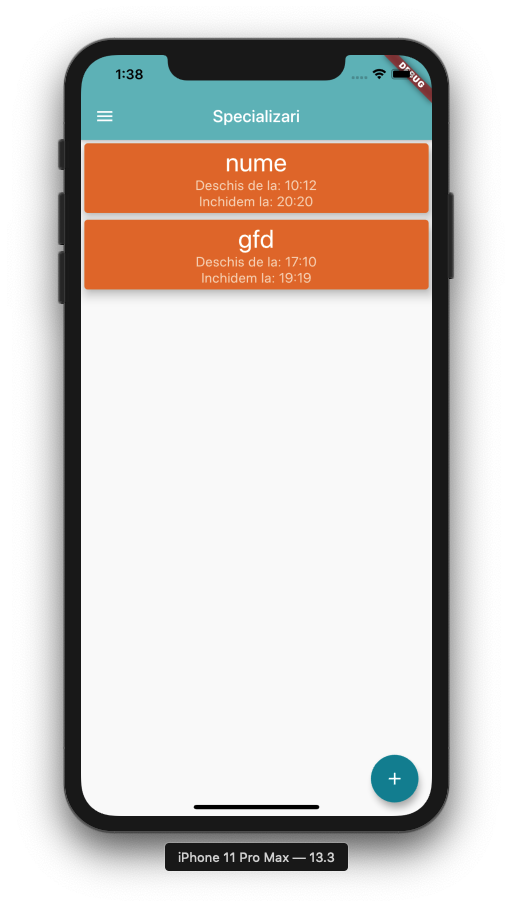 1:38
DEBUG
Specializari
nume
Deschis de la: 10:12
Inchidem la: 20:20
gfd
Deschis de la: 17:10
Inchidem la: 19:19
+
iPhone 11 Pro Max — 13.3